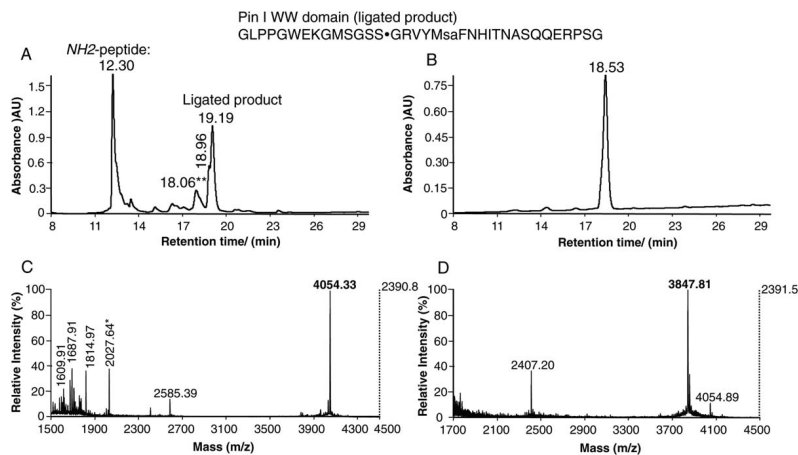 Pin I WW domain (ligated product)
GLPPGWEKGMSGSS•GRVYMsaFNHITNASQQERPSG
A
NH2-peptide:
12.30
Ligated product
19.19
18.96
18.06**
Absorbance )AU)
1.5
1.2
0.9
0.6
0.3
0
8 11 14 17 20 23 26 29
Retention time/ (min)
B
18.53
Absorbance )AU)
0.75
0.60
0.45
0.30
0.15
0
8 11 14 17 20 23 26 29
Retention time/ (min)
C
4054.33
2390.8
Relative Intensity (%)
100
80
60
40
20
0
1609.91
1687.91
1814.97
2027.64*
2585.39
1500 1900 2300 2700 3100 3500 3900 4300 4500
Mass (m/z)
D
3847.81
2391.5
Relative Intensity (%)
100
80
60
40
20
0
2407.20
4054.89
1700 2100 2500 2900 3300 3700 4100 4500
Mass (m/z)